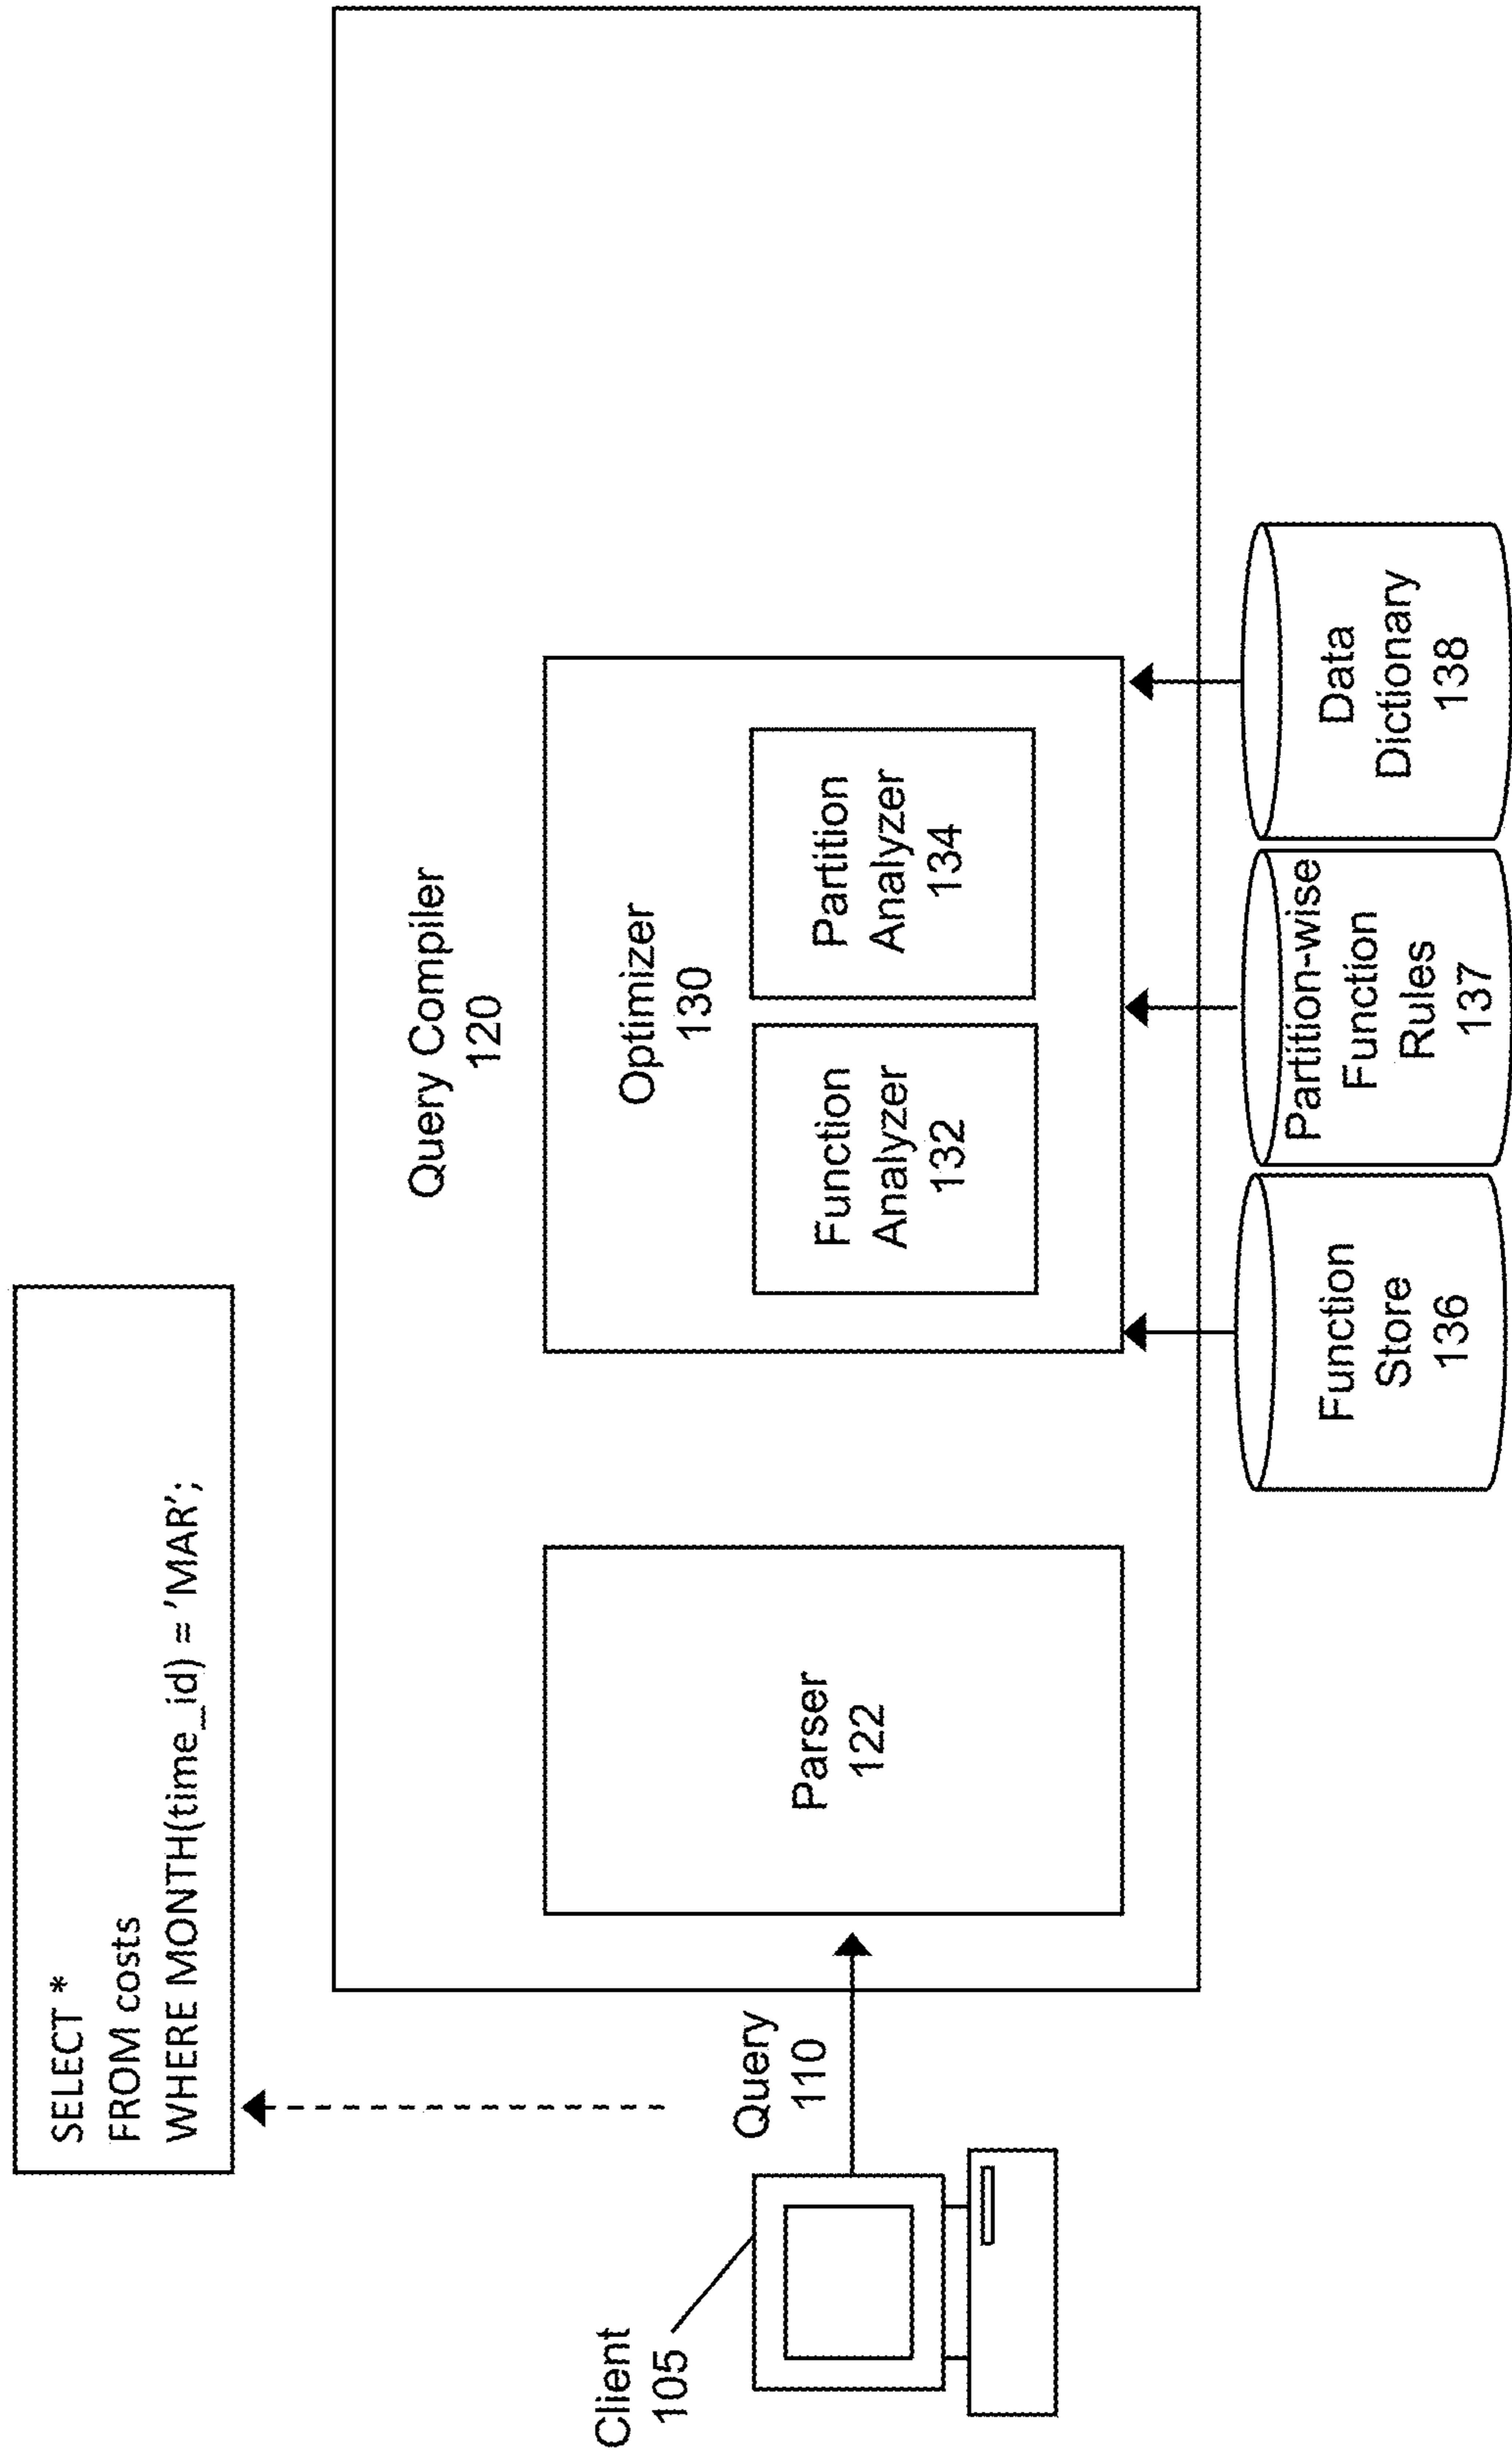 SELECT *
FROM costs
WHERE MONTH(time_id) = 'MAR';
Client
105
Query
110
Query Compiler
120
Parser
122
Optimizer
130
Function
Analyzer
132
Partition
Analyzer
134
Function
Store
136
Partition-wise
Function
Rules
137
Data
Dictionary
138